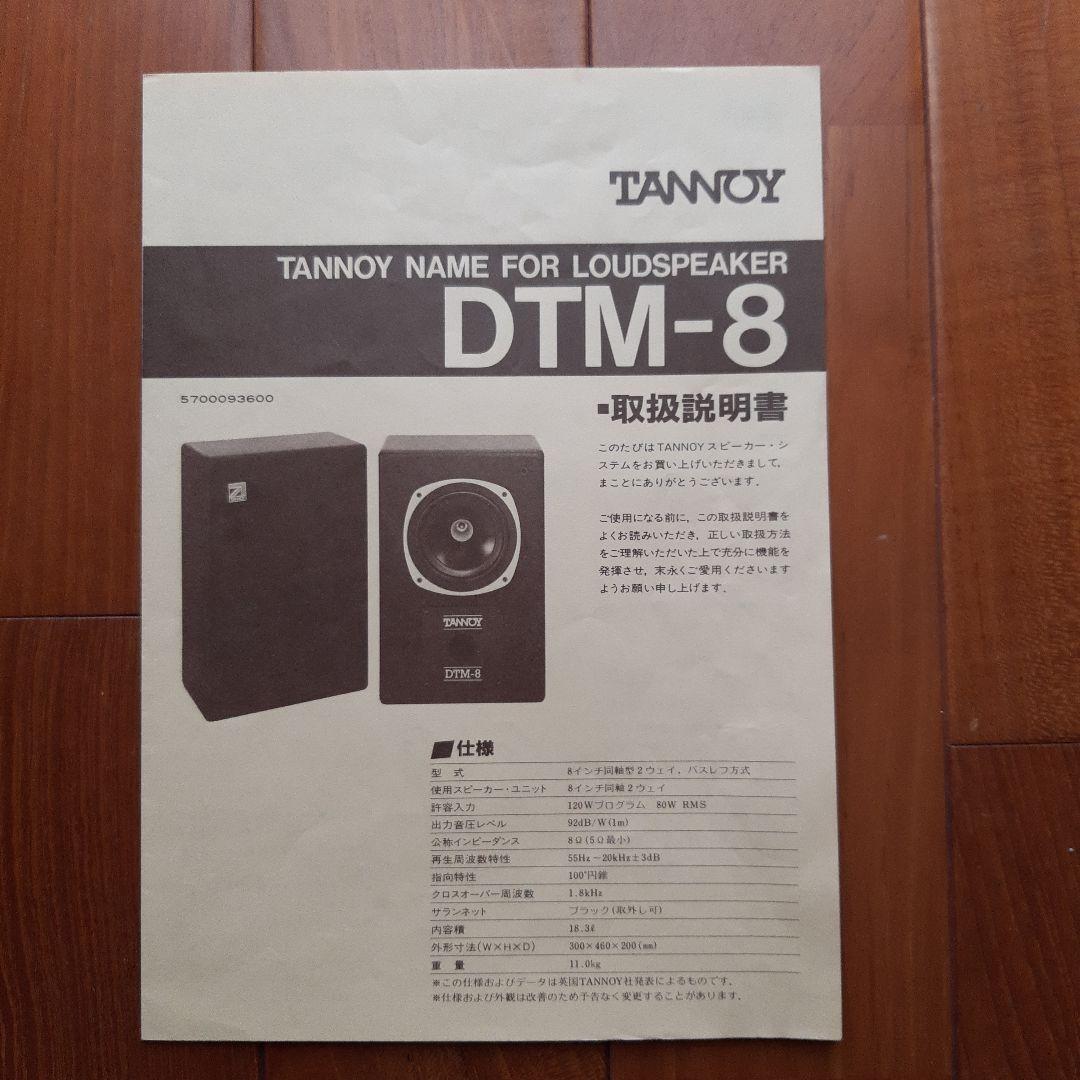 TANNOY
TANNOY NAME FOR LOUDSPEAKER
DTM-8
5700093600
■取扱説明書
このたびはTANNOYスピーカー・シ
ステムをお買い上げいただきまして，
まことにありがとうございます．
ご使用になる前に，この取扱説明書を
よくお読みいただき，正しい取扱方法
をご理解いただいた上で充分に機能を
発揮させ，末永くご愛用くださいます
ようお願い申し上げます．
TANNOY
DTM-8
仕様
型 式 8インチ同軸型2ウェイ，バスレフ方式
使用スピーカー・ユニット 8インチ同軸2ウェイ
許容入力 120Wプログラム 80W RMS
出力音圧レベル 92dB/W(1m)
公称インピーダンス 8Ω(5Ω最小)
再生周波数特性 55Hz～20kHz±3dB
指向特性 100°円錐
クロスオーバー周波数 1.8kHz
サランネット ブラック(取外し可)
内容積 18.3ℓ
外形寸法(W×H×D) 300×460×200(mm)
重 量 11.0kg
※この仕様およびデータは英国TANNOY社発表によるものです．
※仕様および外観は改善のため予告なく変更することがあります．